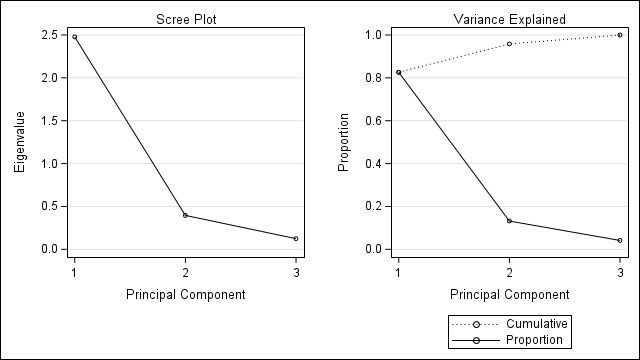 Scree Plot
2.5
2.0
1.5
1.0
0.5
0.0
Eigenvalue
1 2 3
Principal Component
Variance Explained
1.0
0.8
0.6
0.4
0.2
0.0
Proportion
1 2 3
Principal Component
Cumulative
Proportion